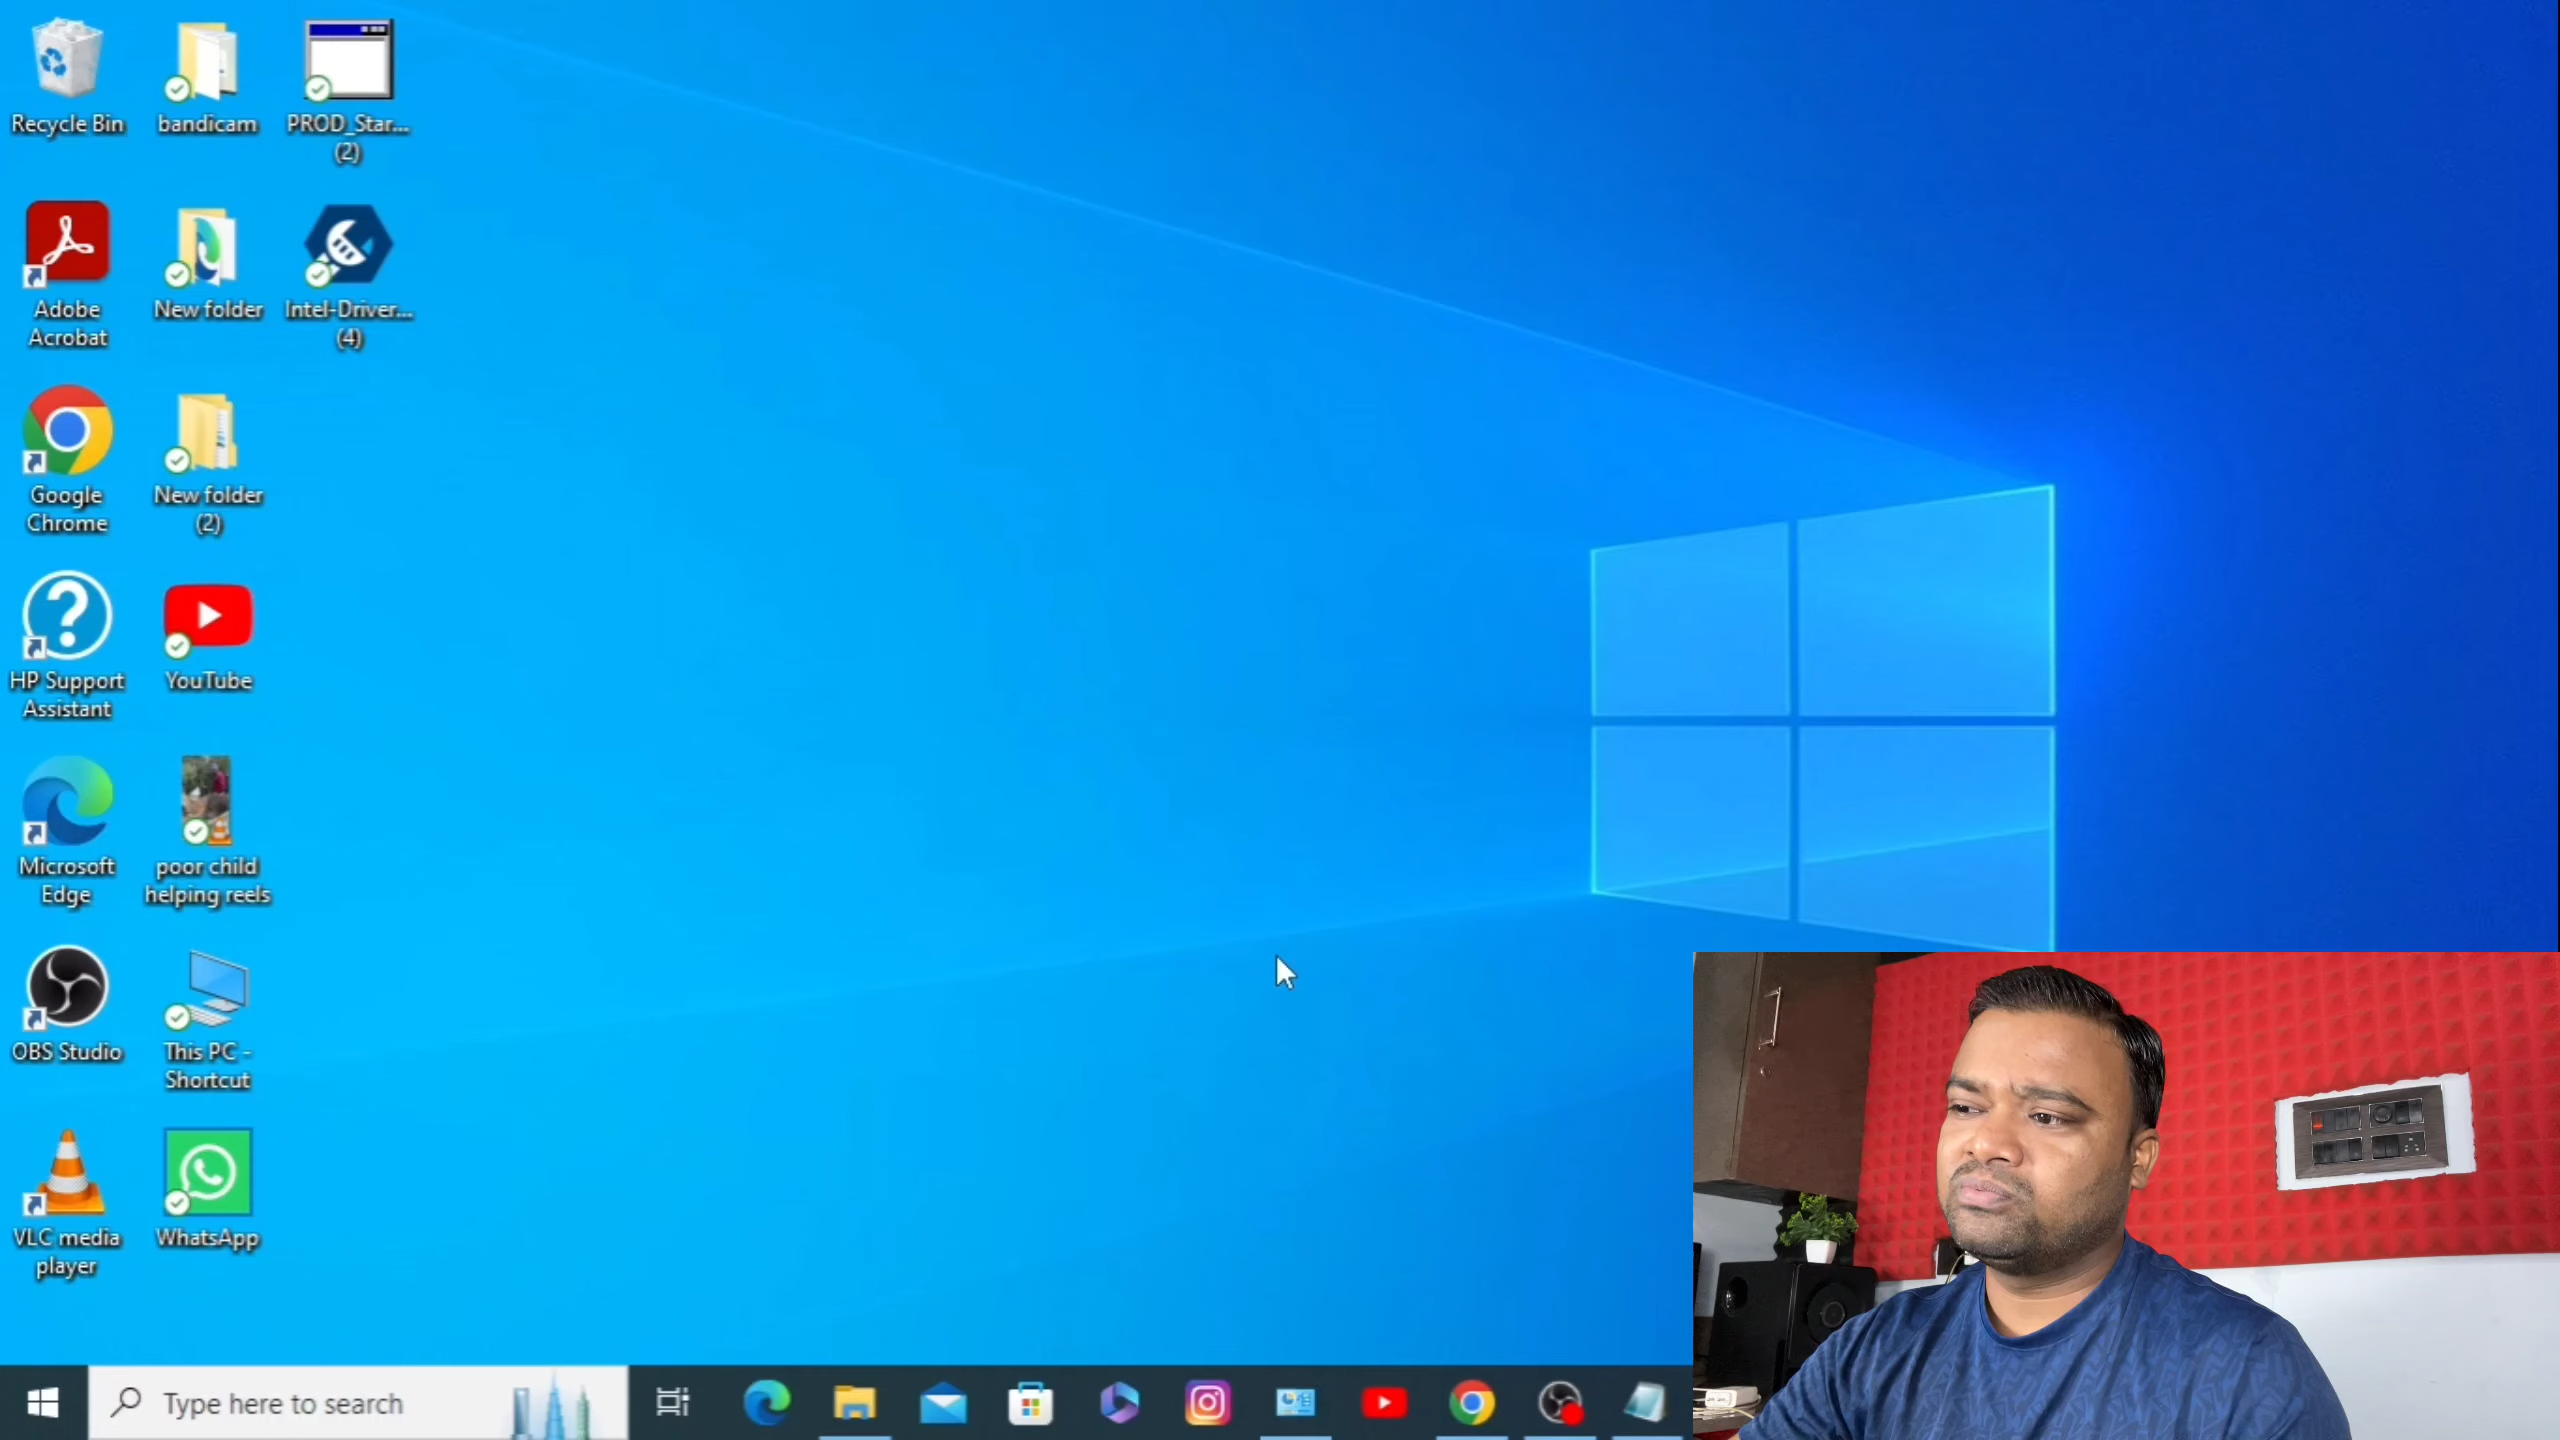 Recycle Bin
bandicam
PROD_Star...
(2)
Adobe
Acrobat
New folder
Intel-Driver...
(4)
Google
Chrome
New folder
(2)
HP Support
Assistant
YouTube
Microsoft
Edge
poor child
helping reels
OBS Studio
This PC -
Shortcut
VLC media
player
WhatsApp
Type here to search